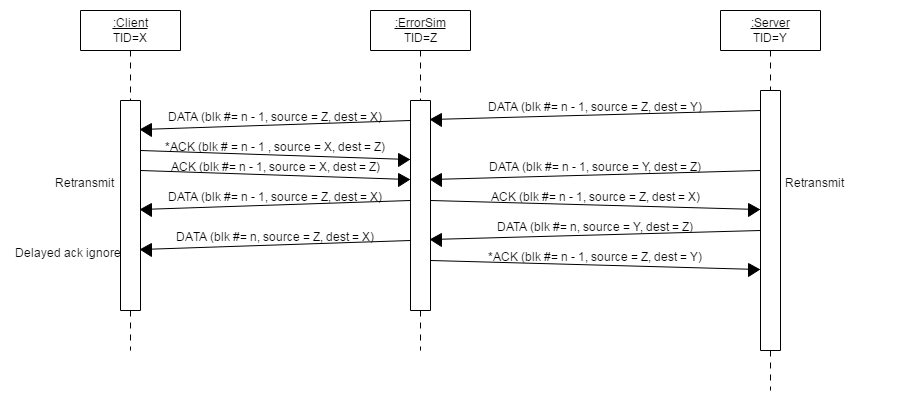 :Client
TID=X
:ErrorSim
TID=Z
:Server
TID=Y
DATA (blk #= n - 1, source = Z, dest = Y)
DATA (blk #= n - 1, source = Z, dest = X)
*ACK (blk # = n - 1 , source = X, dest = Z)
ACK (blk #= n - 1, source = X, dest = Z)
DATA (blk #= n - 1, source = Y, dest = Z)
Retransmit
Retransmit
DATA (blk #= n - 1, source = Z, dest = X)
ACK (blk #= n - 1, source = Z, dest = X)
DATA (blk #= n, source = Y, dest = Z)
DATA (blk #= n, source = Z, dest = X)
Delayed ack ignore
*ACK (blk #= n - 1, source = Z, dest = Y)